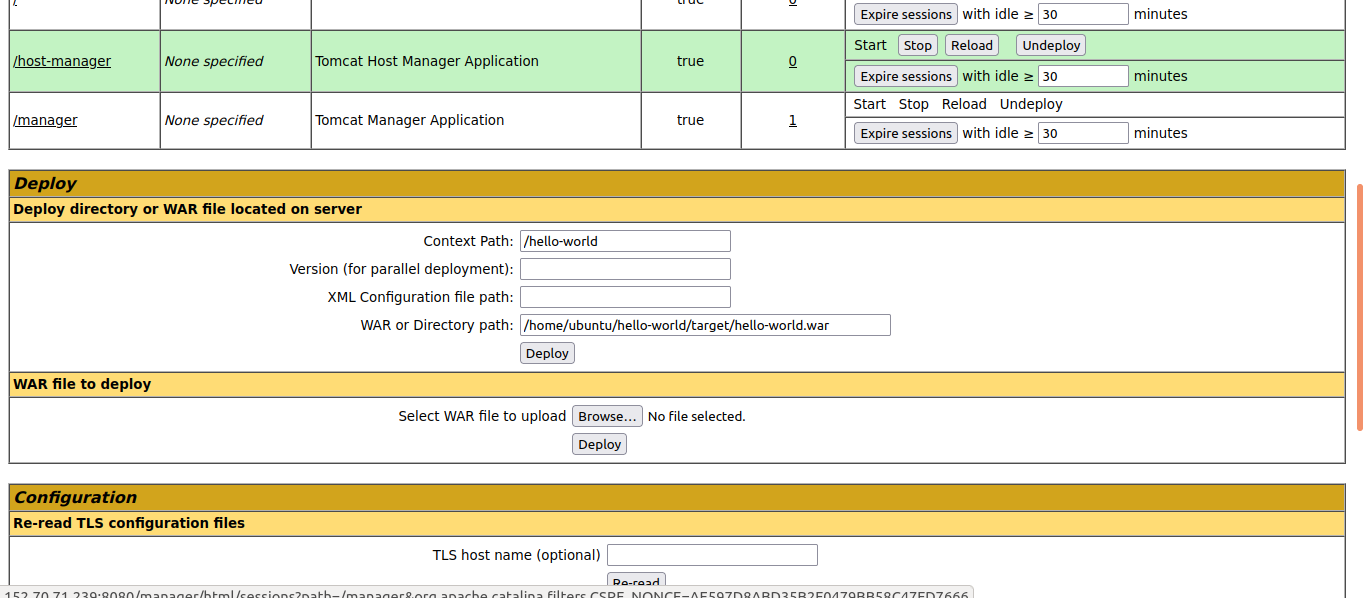 / None specified true 0
Expire sessions with idle ≥ 30 minutes
Start Stop Reload Undeploy
/host-manager None specified Tomcat Host Manager Application true 0
Expire sessions with idle ≥ 30 minutes
Start Stop Reload Undeploy
/manager None specified Tomcat Manager Application true 1
Expire sessions with idle ≥ 30 minutes
Deploy
Deploy directory or WAR file located on server
Context Path: /hello-world
Version (for parallel deployment):
XML Configuration file path:
WAR or Directory path: /home/ubuntu/hello-world/target/hello-world.war
Deploy
WAR file to deploy
Select WAR file to upload Browse... No file selected.
Deploy
Configuration
Re-read TLS configuration files
TLS host name (optional)
Re-read
152.70.71.239:8080/manager/html/sessions?path=/manager&org.apache.catalina.filters.CSRF_NONCE=AE597D8ABD35B2F0479BB58C47ED7666